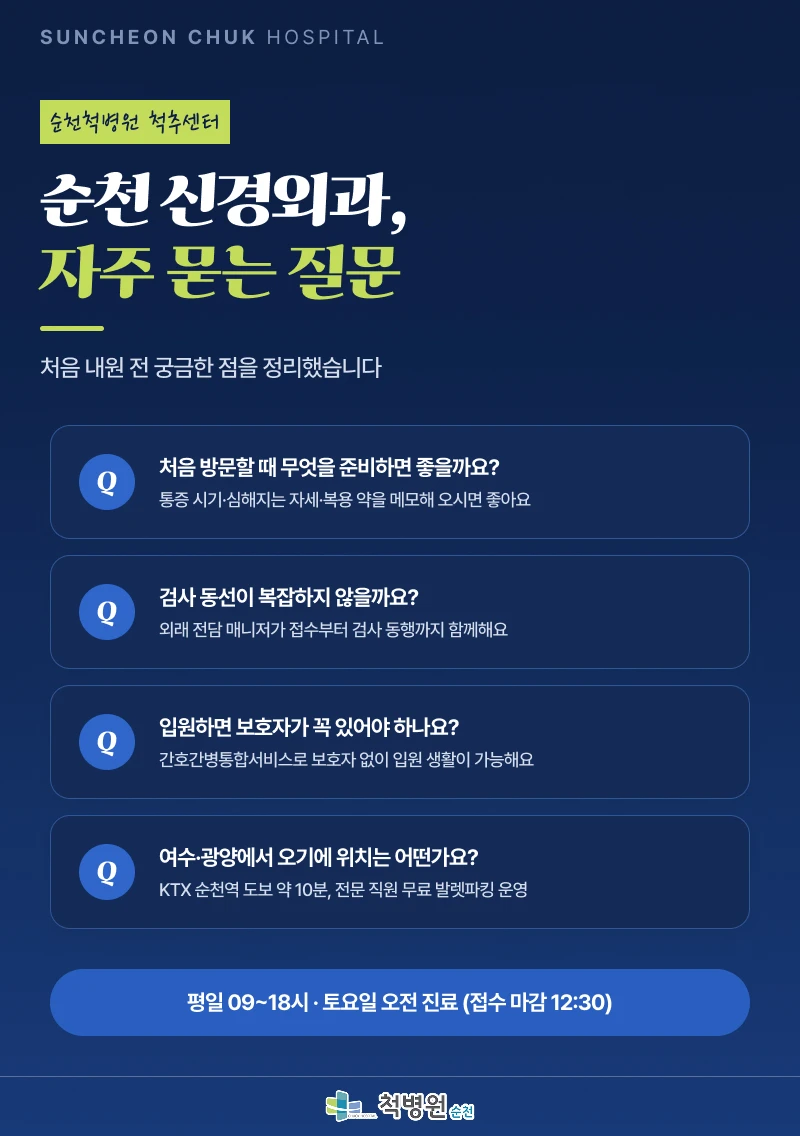 SUNCHEON CHUK HOSPITAL
순천척병원 척추센터
순천 신경외과,
자주 묻는 질문
처음 내원 전 궁금한 점을 정리했습니다
Q
처음 방문할 때 무엇을 준비하면 좋을까요?
통증 시기·심해지는 자세·복용 약을 메모해 오시면 좋아요
Q
검사 동선이 복잡하지 않을까요?
외래 전담 매니저가 접수부터 검사 동행까지 함께해요
Q
입원하면 보호자가 꼭 있어야 하나요?
간호간병통합서비스로 보호자 없이 입원 생활이 가능해요
Q
여수·광양에서 오기에 위치는 어떤가요?
KTX 순천역 도보 약 10분, 전문 직원 무료 발렛파킹 운영
평일 09~18시 · 토요일 오전 진료 (접수 마감 12:30)
척병원 순천